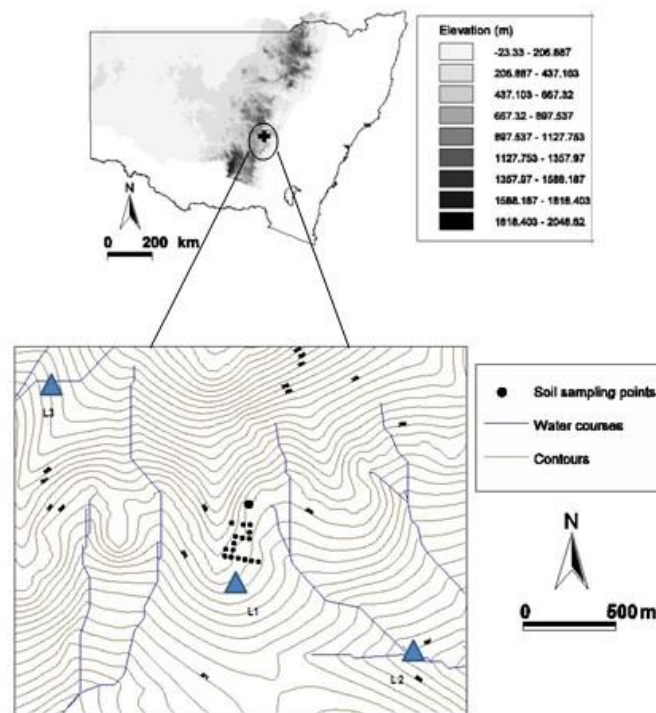 Elevation (m)
-23.33 - 206.887
206.887 - 437.103
437.103 - 667.32
667.32 - 897.537
897.537 - 1127.753
1127.753 - 1357.97
1357.97 - 1588.187
1588.187 - 1818.403
1818.403 - 2048.62
N
0 200 km
L3
L1
L2
Soil sampling points
Water courses
Contours
N
0 500 m